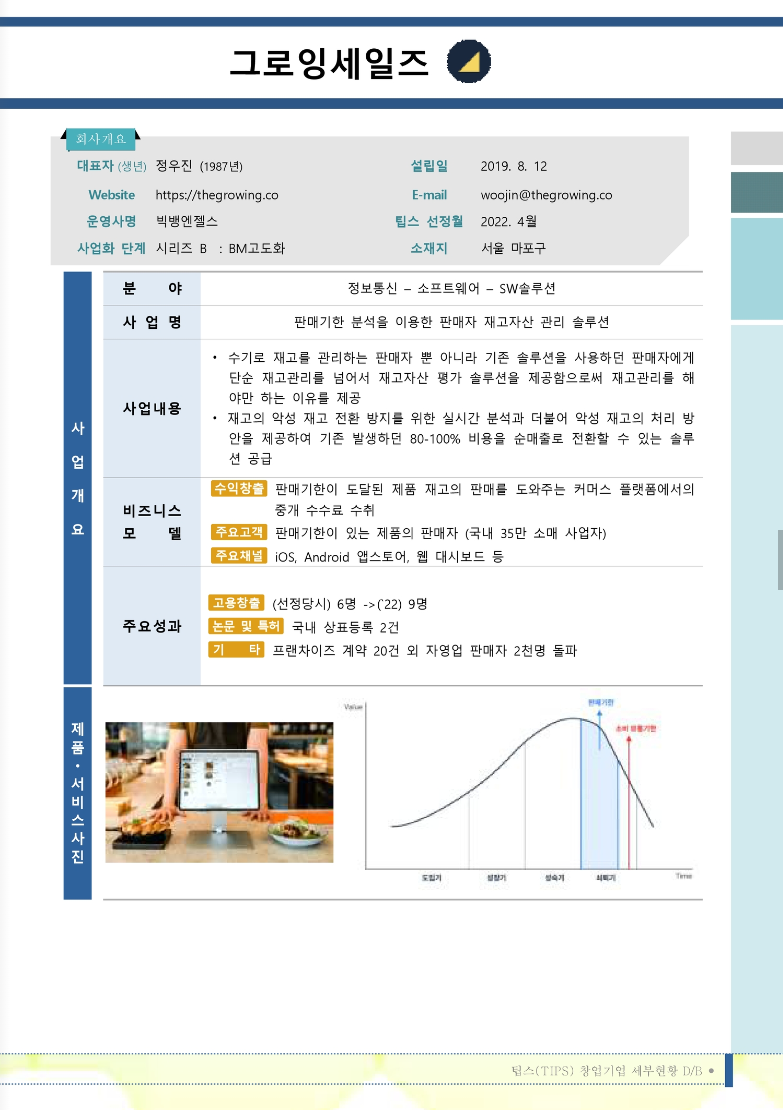 그로잉세일즈
회사개요
대표자 (생년) 정우진 (1987년) 설립일 2019. 8. 12
Website https://thegrowing.co E-mail woojin@thegrowing.co
운영사명 빅뱅엔젤스 팁스 선정월 2022. 4월
사업화 단계 시리즈 B : BM고도화 소재지 서울 마포구
사업개요
분 야 정보통신 – 소프트웨어 – SW솔루션
사 업 명 판매기한 분석을 이용한 판매자 재고자산 관리 솔루션
사업내용
• 수기로 재고를 관리하는 판매자 뿐 아니라 기존 솔루션을 사용하던 판매자에게
단순 재고관리를 넘어서 재고자산 평가 솔루션을 제공함으로써 재고관리를 해
야만 하는 이유를 제공
• 재고의 악성 재고 전환 방지를 위한 실시간 분석과 더불어 악성 재고의 처리 방
안을 제공하여 기존 발생하던 80-100% 비용을 순매출로 전환할 수 있는 솔루
션 공급
비즈니스
모 델
수익창출 판매기한이 도달된 제품 재고의 판매를 도와주는 커머스 플랫폼에서의
중개 수수료 수취
주요고객 판매기한이 있는 제품의 판매자 (국내 35만 소매 사업자)
주요채널 iOS, Android 앱스토어, 웹 대시보드 등
주요성과
고용창출 (선정당시) 6명 ->(`22) 9명
논문 및 특허 국내 상표등록 2건
기 타 프랜차이즈 계약 20건 외 자영업 판매자 2천명 돌파
제품・서비스사진
Value
판매기한
소비 유통기한
도입기 성장기 성숙기 쇠퇴기 Time
팁스(TIPS) 창업기업 세부현황 D/B •